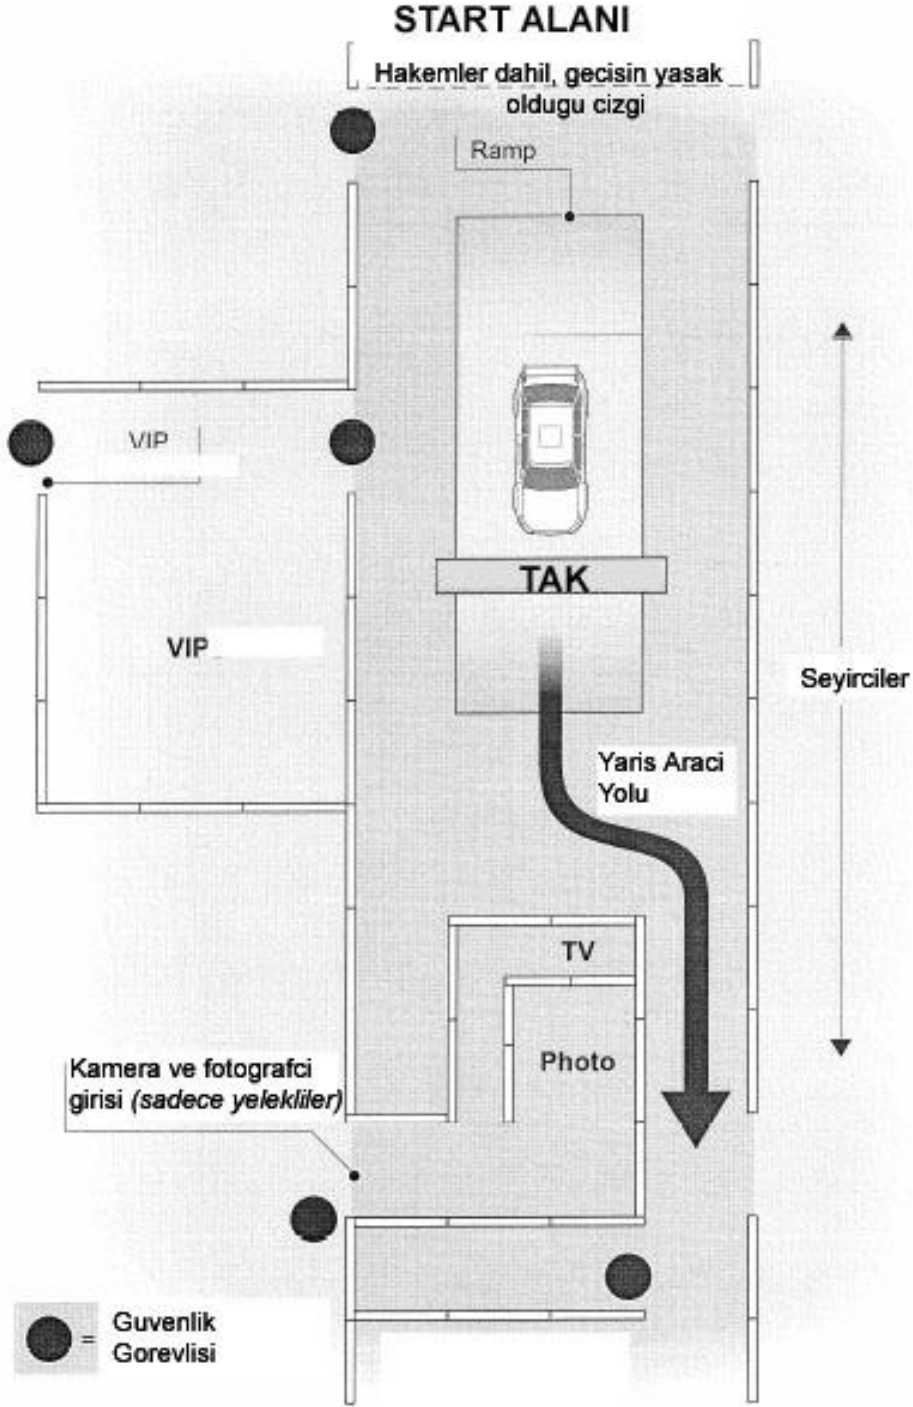 START ALANI
Hakemler dahil, gecisin yasak
oldugu cizgi
Ramp
VIP
TAK
VIP
Seyirciler
Yaris Araci
Yolu
TV
Photo
Kamera ve fotografci
girisi (sadece yelekliler)
= Guvenlik
Gorevlisi